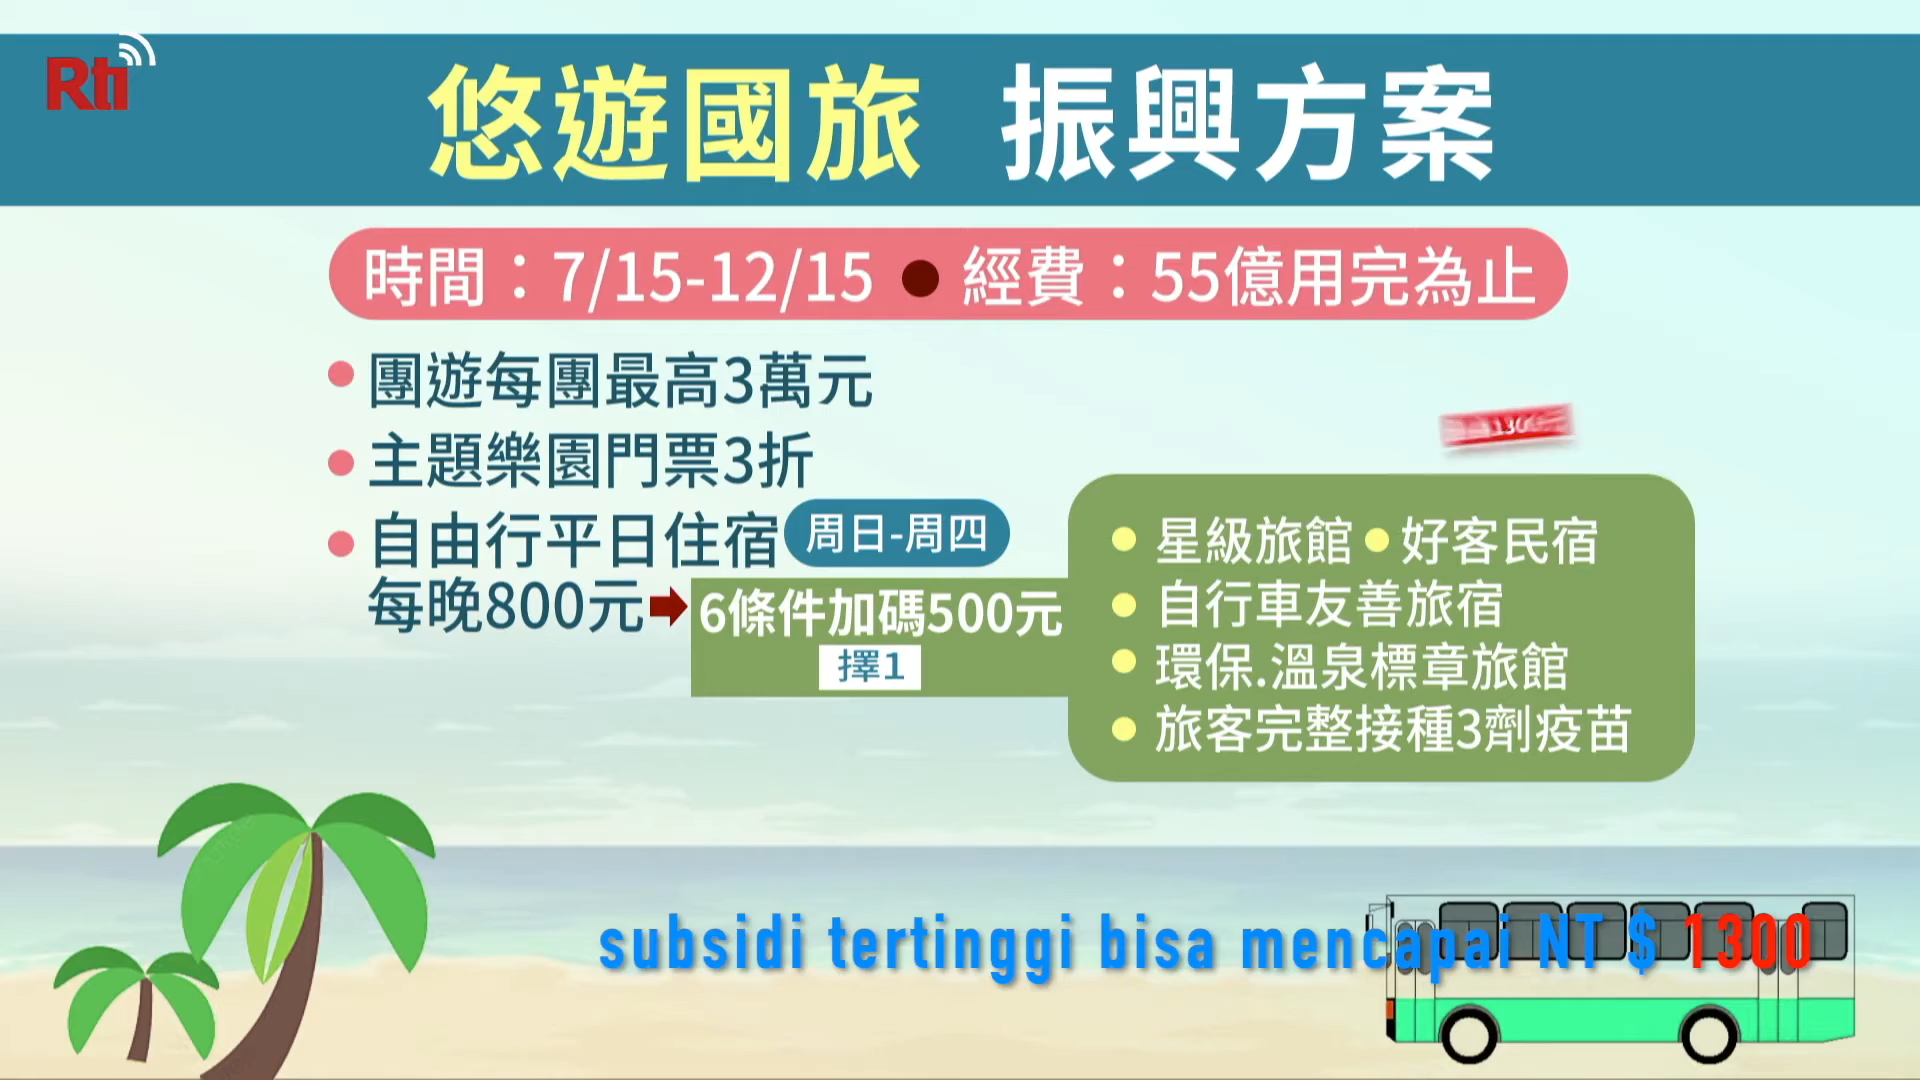 Rti
悠遊國旅 振興方案
時間：7/15-12/15 ● 經費：55億用完為止
團遊每團最高3萬元
主題樂園門票3折
自由行平日住宿 周日-周四
每晚800元
6條件加碼500元
擇1
星級旅館 ● 好客民宿
自行車友善旅宿
環保.溫泉標章旅館
旅客完整接種3劑疫苗
subsidi tertinggi bisa mencapai NT $ 1300